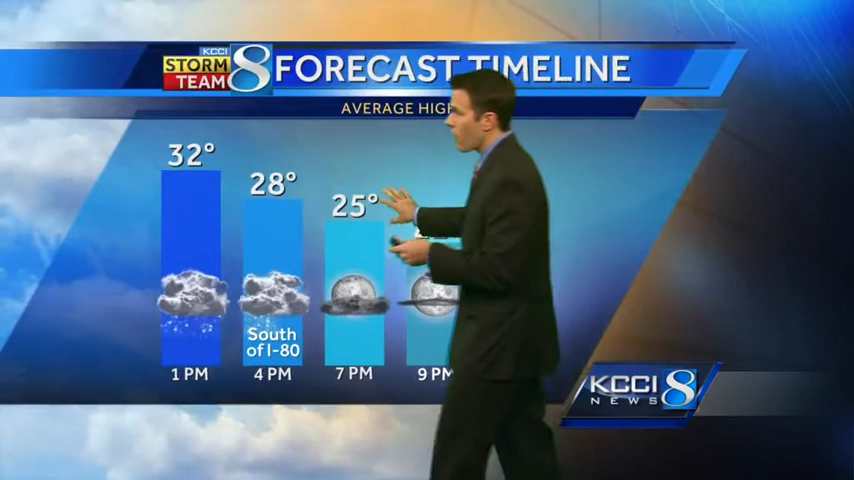 KCCI
STORM
TEAM
8
FORECAST TIMELINE
AVERAGE HIGH
32°
28°
25°
South
of I-80
1 PM
4 PM
7 PM
9 PM
KCCI 8
NEWS